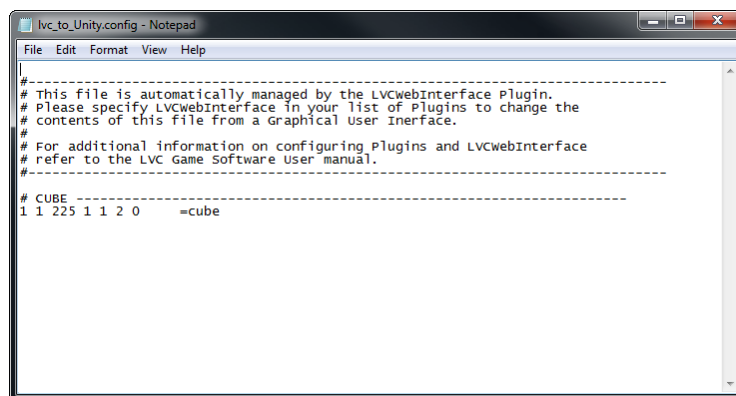 lvc_to_Unity.config - Notepad
File Edit Format View Help
#-------------------------------------------------------------------------------
# This file is automatically managed by the LVCWebInterface Plugin.
# Please specify LVCWebInterface in your list of Plugins to change the
# contents of this file from a Graphical User Inerface.
#
# For additional information on configuring Plugins and LVCWebInterface
# refer to the LVC Game Software User manual.
#-------------------------------------------------------------------------------
# CUBE --------------------------------------------------------------------
1 1 225 1 1 2 0     =cube